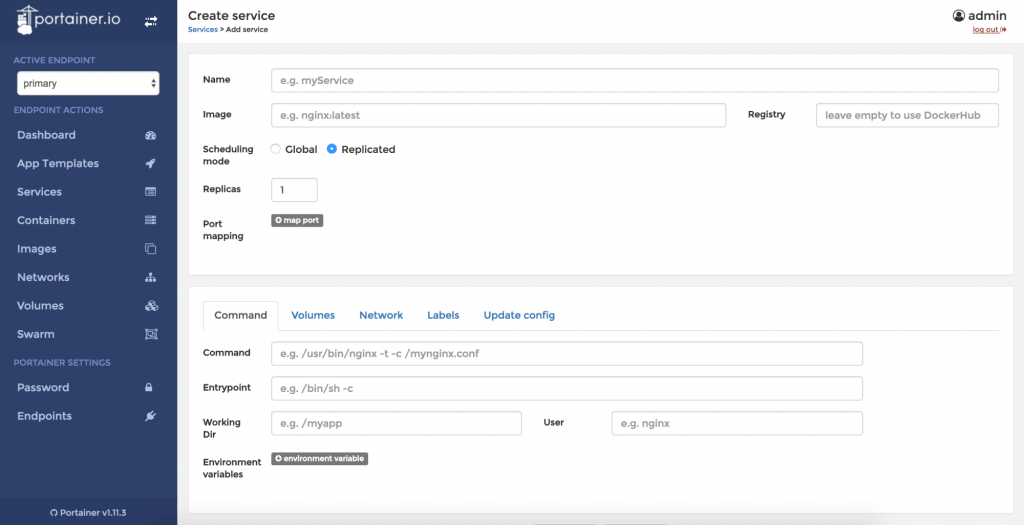 portainer.io
ACTIVE ENDPOINT
primary
ENDPOINT ACTIONS
Dashboard
App Templates
Services
Containers
Images
Networks
Volumes
Swarm
PORTAINER SETTINGS
Password
Endpoints
Portainer v1.11.3
Create service
Services > Add service
admin
log out
Name
e.g. myService
Image
e.g. nginx:latest
Registry
leave empty to use DockerHub
Scheduling
mode
Global
Replicated
Replicas
1
Port
mapping
map port
Command
Volumes
Network
Labels
Update config
Command
e.g. /usr/bin/nginx -t -c /mynginx.conf
Entrypoint
e.g. /bin/sh -c
Working
Dir
e.g. /myapp
User
e.g. nginx
Environment
variables
environment variable